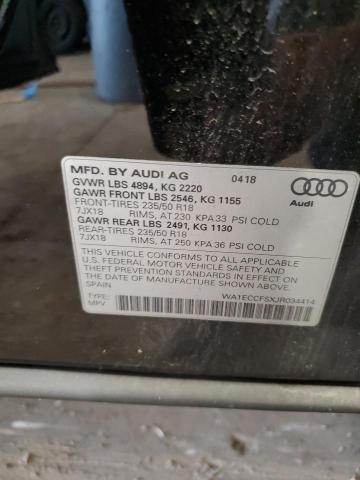 MFD. BY AUDI AG 0418
GVWR LBS 4894, KG 2220
GAWR FRONT LBS 2546, KG 1155
FRONT-TIRES 235/50 R18
7JX18 RIMS, AT 230 KPA 33 PSI COLD
GAWR REAR LBS 2491, KG 1130
REAR-TIRES 235/50 R18
7JX18 RIMS, AT 250 KPA 36 PSI COLD
Audi
THIS VEHICLE CONFORMS TO ALL APPLICABLE
U.S. FEDERAL MOTOR VEHICLE SAFETY AND
THEFT PREVENTION STANDARDS IN EFFECT ON
THE DATE OF MANUFACTURE SHOWN ABOVE.
SPAIN
TYPE:
MPV WA1ECCFSXJR034414